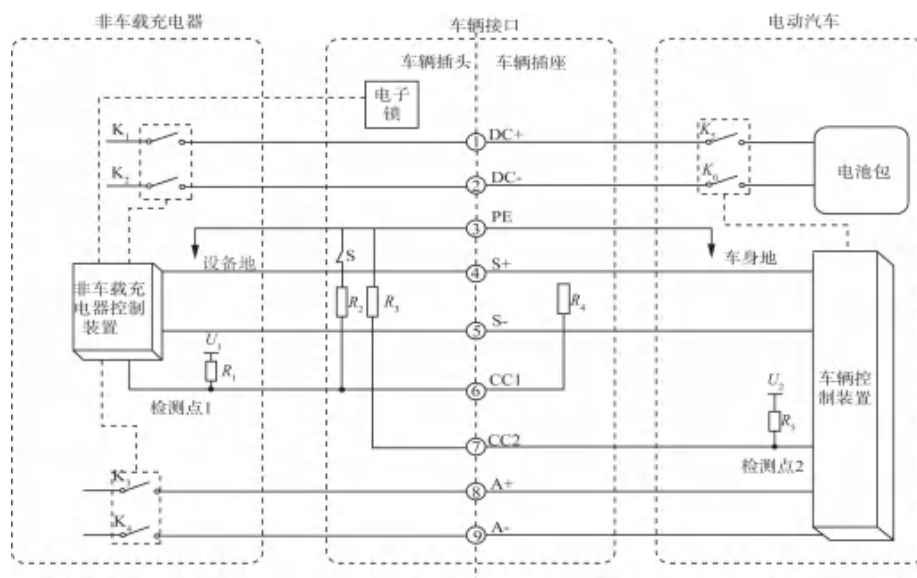 非车载充电器
车辆接口
电动汽车
车辆插头
车辆插座
电子
锁
K1
DC+
K5
①
K2
DC-
K6
②
电池包
PE
③
设备地
S
车身地
S+
④
非车载充
电器控制
装置
R2
R3
R4
S-
⑤
U1
R1
CC1
⑥
检测点1
车辆控
制装置
U2
R5
CC2
⑦
检测点2
K3
A+
⑧
K4
A-
⑨